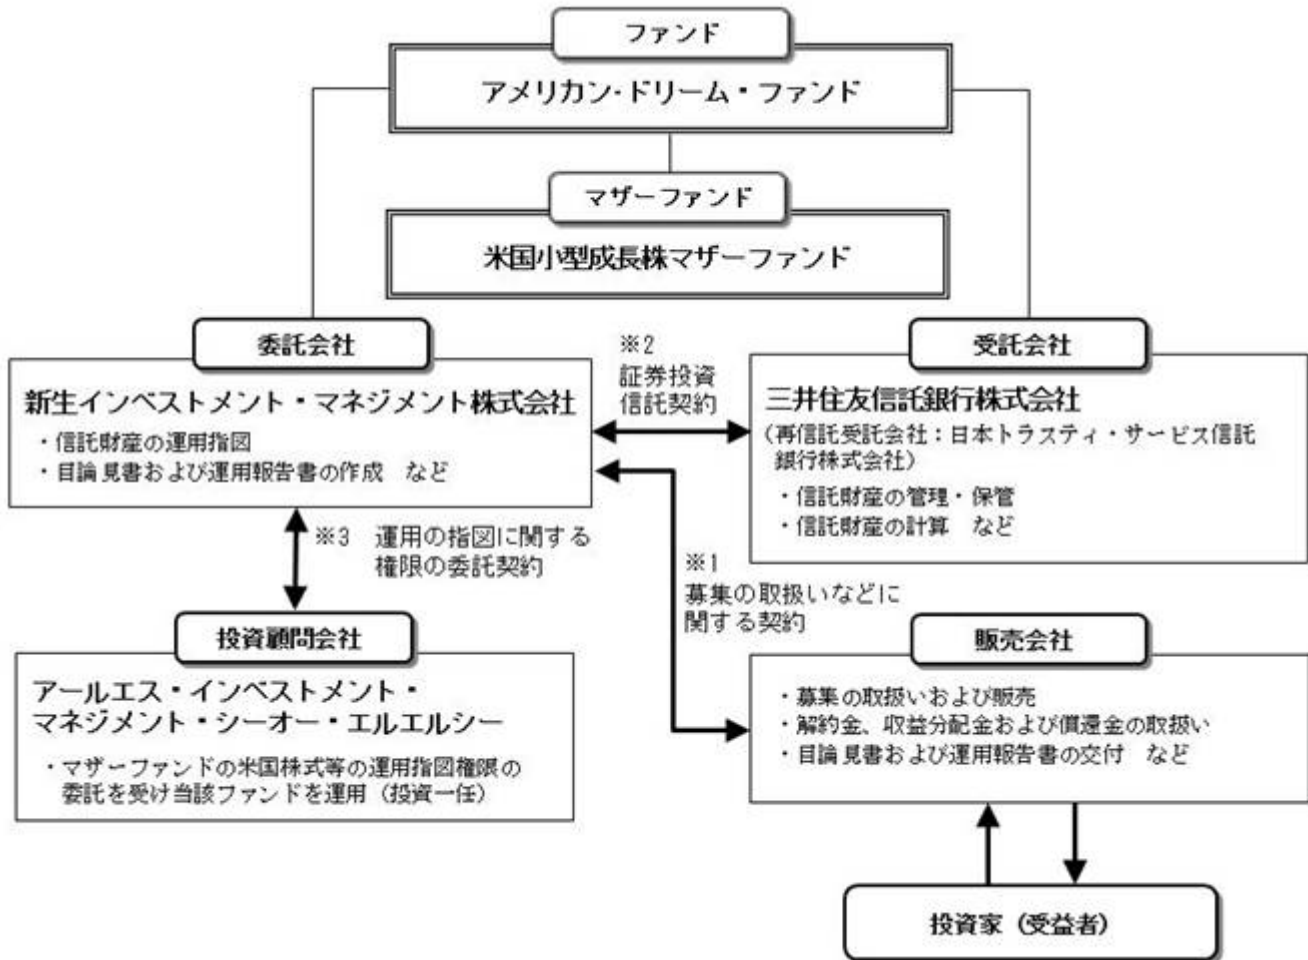 ファンド
アメリカン・ドリーム・ファンド
マザーファンド
米国小型成長株マザーファンド
委託会社
新生インベストメント・マネジメント株式会社
・信託財産の運用指図
・目論見書および運用報告書の作成　など
※2
証券投資
信託契約
受託会社
三井住友信託銀行株式会社
（再信託受託会社：日本トラスティ・サービス信託
銀行株式会社）
・信託財産の管理・保管
・信託財産の計算　など
※3　運用の指図に関する
権限の委託契約
※1
募集の取扱いなどに
関する契約
投資顧問会社
アールエス・インベストメント・
マネジメント・シーオー・エルエルシー
・マザーファンドの米国株式等の運用指図権限の
委託を受け当該ファンドを運用（投資一任）
販売会社
・募集の取扱いおよび販売
・解約金、収益分配金および償還金の取扱い
・目論見書および運用報告書の交付　など
投資家（受益者）